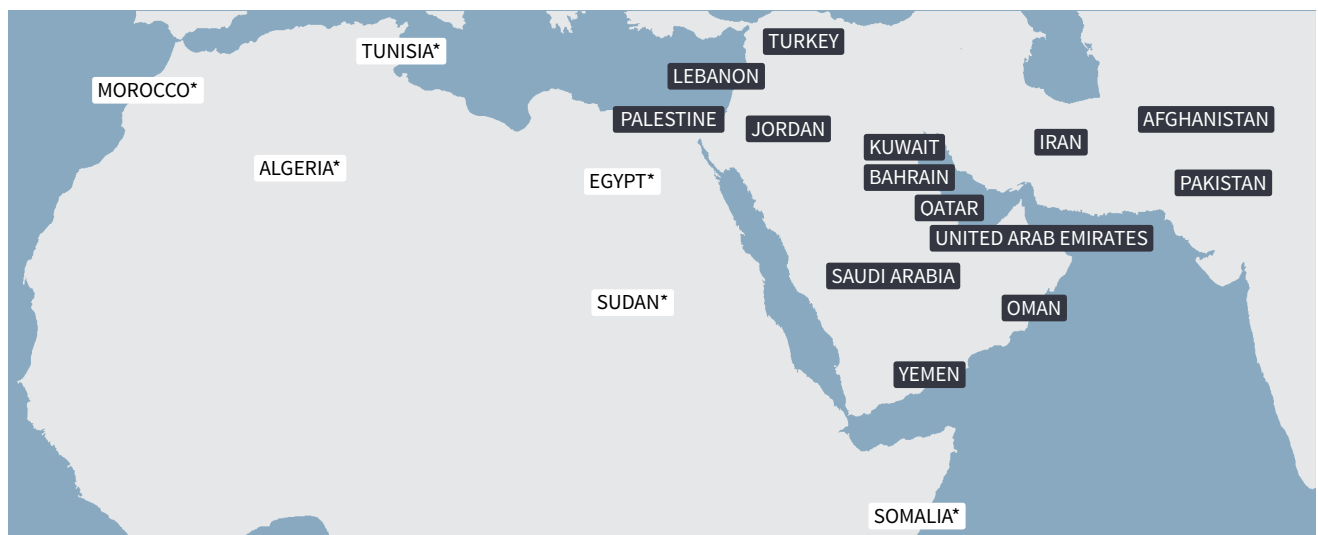 TURKEY
TUNISIA*
LEBANON
MOROCCO*
PALESTINE
JORDAN
AFGHANISTAN
KUWAIT
IRAN
ALGERIA*
EGYPT*
BAHRAIN
PAKISTAN
QATAR
UNITED ARAB EMIRATES
SAUDI ARABIA
SUDAN*
OMAN
YEMEN
SOMALIA*